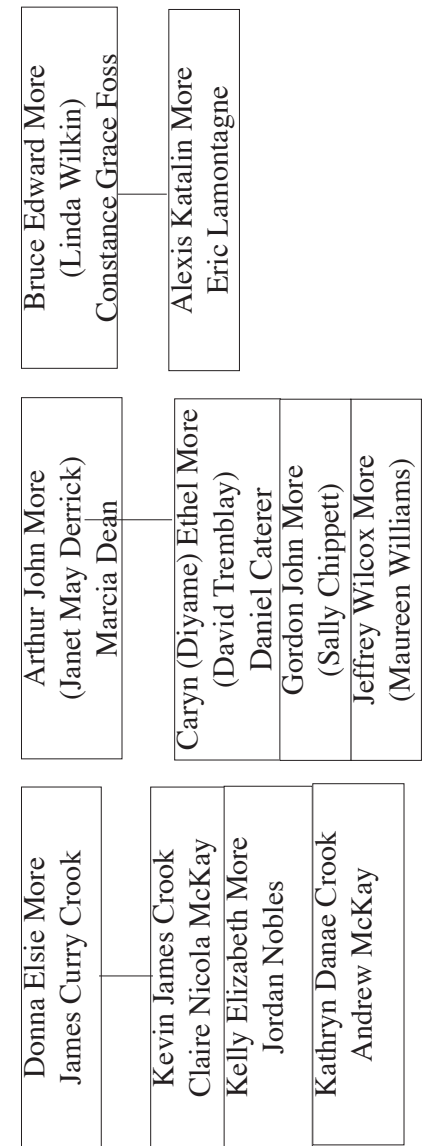 Donna Elsie More
James Curry Crook
Kevin James Crook
Claire Nicola McKay
Kelly Elizabeth More
Jordan Nobles
Kathryn Danae Crook
Andrew McKay
Arthur John More
(Janet May Derrick)
Marcia Dean
Caryn (Diyame) Ethel More
(David Tremblay)
Daniel Caterer
Gordon John More
(Sally Chippett)
Jeffrey Wilcox More
(Maureen Williams)
Bruce Edward More
(Linda Wilkin)
Constance Grace Foss
Alexis Katalin More
Eric Lamontagne